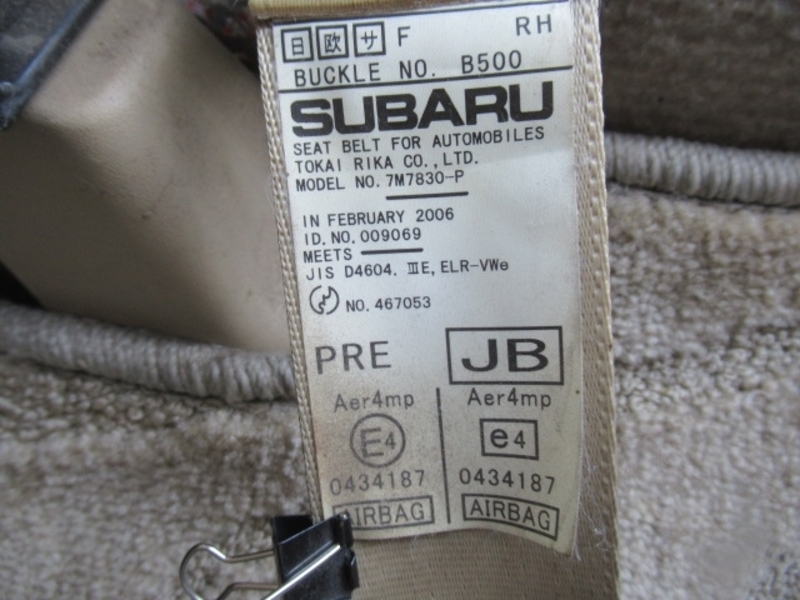 日 欧 サ F RH
BUCKLE NO. B500
SUBARU
SEAT BELT FOR AUTOMOBILES
TOKAI RIKA CO.,LTD.
MODEL NO. 7M7830-P
IN FEBRUARY 2006
ID. NO. 009069
MEETS
JIS D4604. ⅢE, ELR-VWe
NO. 467053
PRE JB
Aer4mp Aer4mp
E4 e4
0434187 0434187
AIRBAG AIRBAG